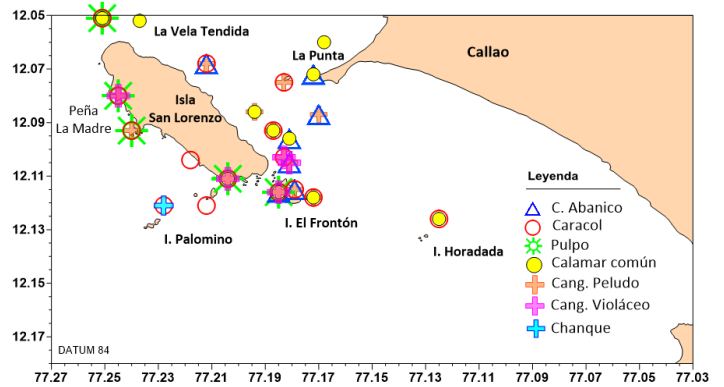 12.05
12.07
12.09
12.11
12.13
12.15
12.17
La Vela Tendida
La Punta
Callao
Isla
San Lorenzo
Peña
La Madre
I. Palomino
I. El Frontón
I. Horadada
Leyenda
C. Abanico
Caracol
Pulpo
Calamar común
Cang. Peludo
Cang. Violáceo
Chanque
DATUM 84
77.27 77.25 77.23 77.21 77.19 77.17 77.15 77.13 77.11 77.09 77.07 77.05 77.03